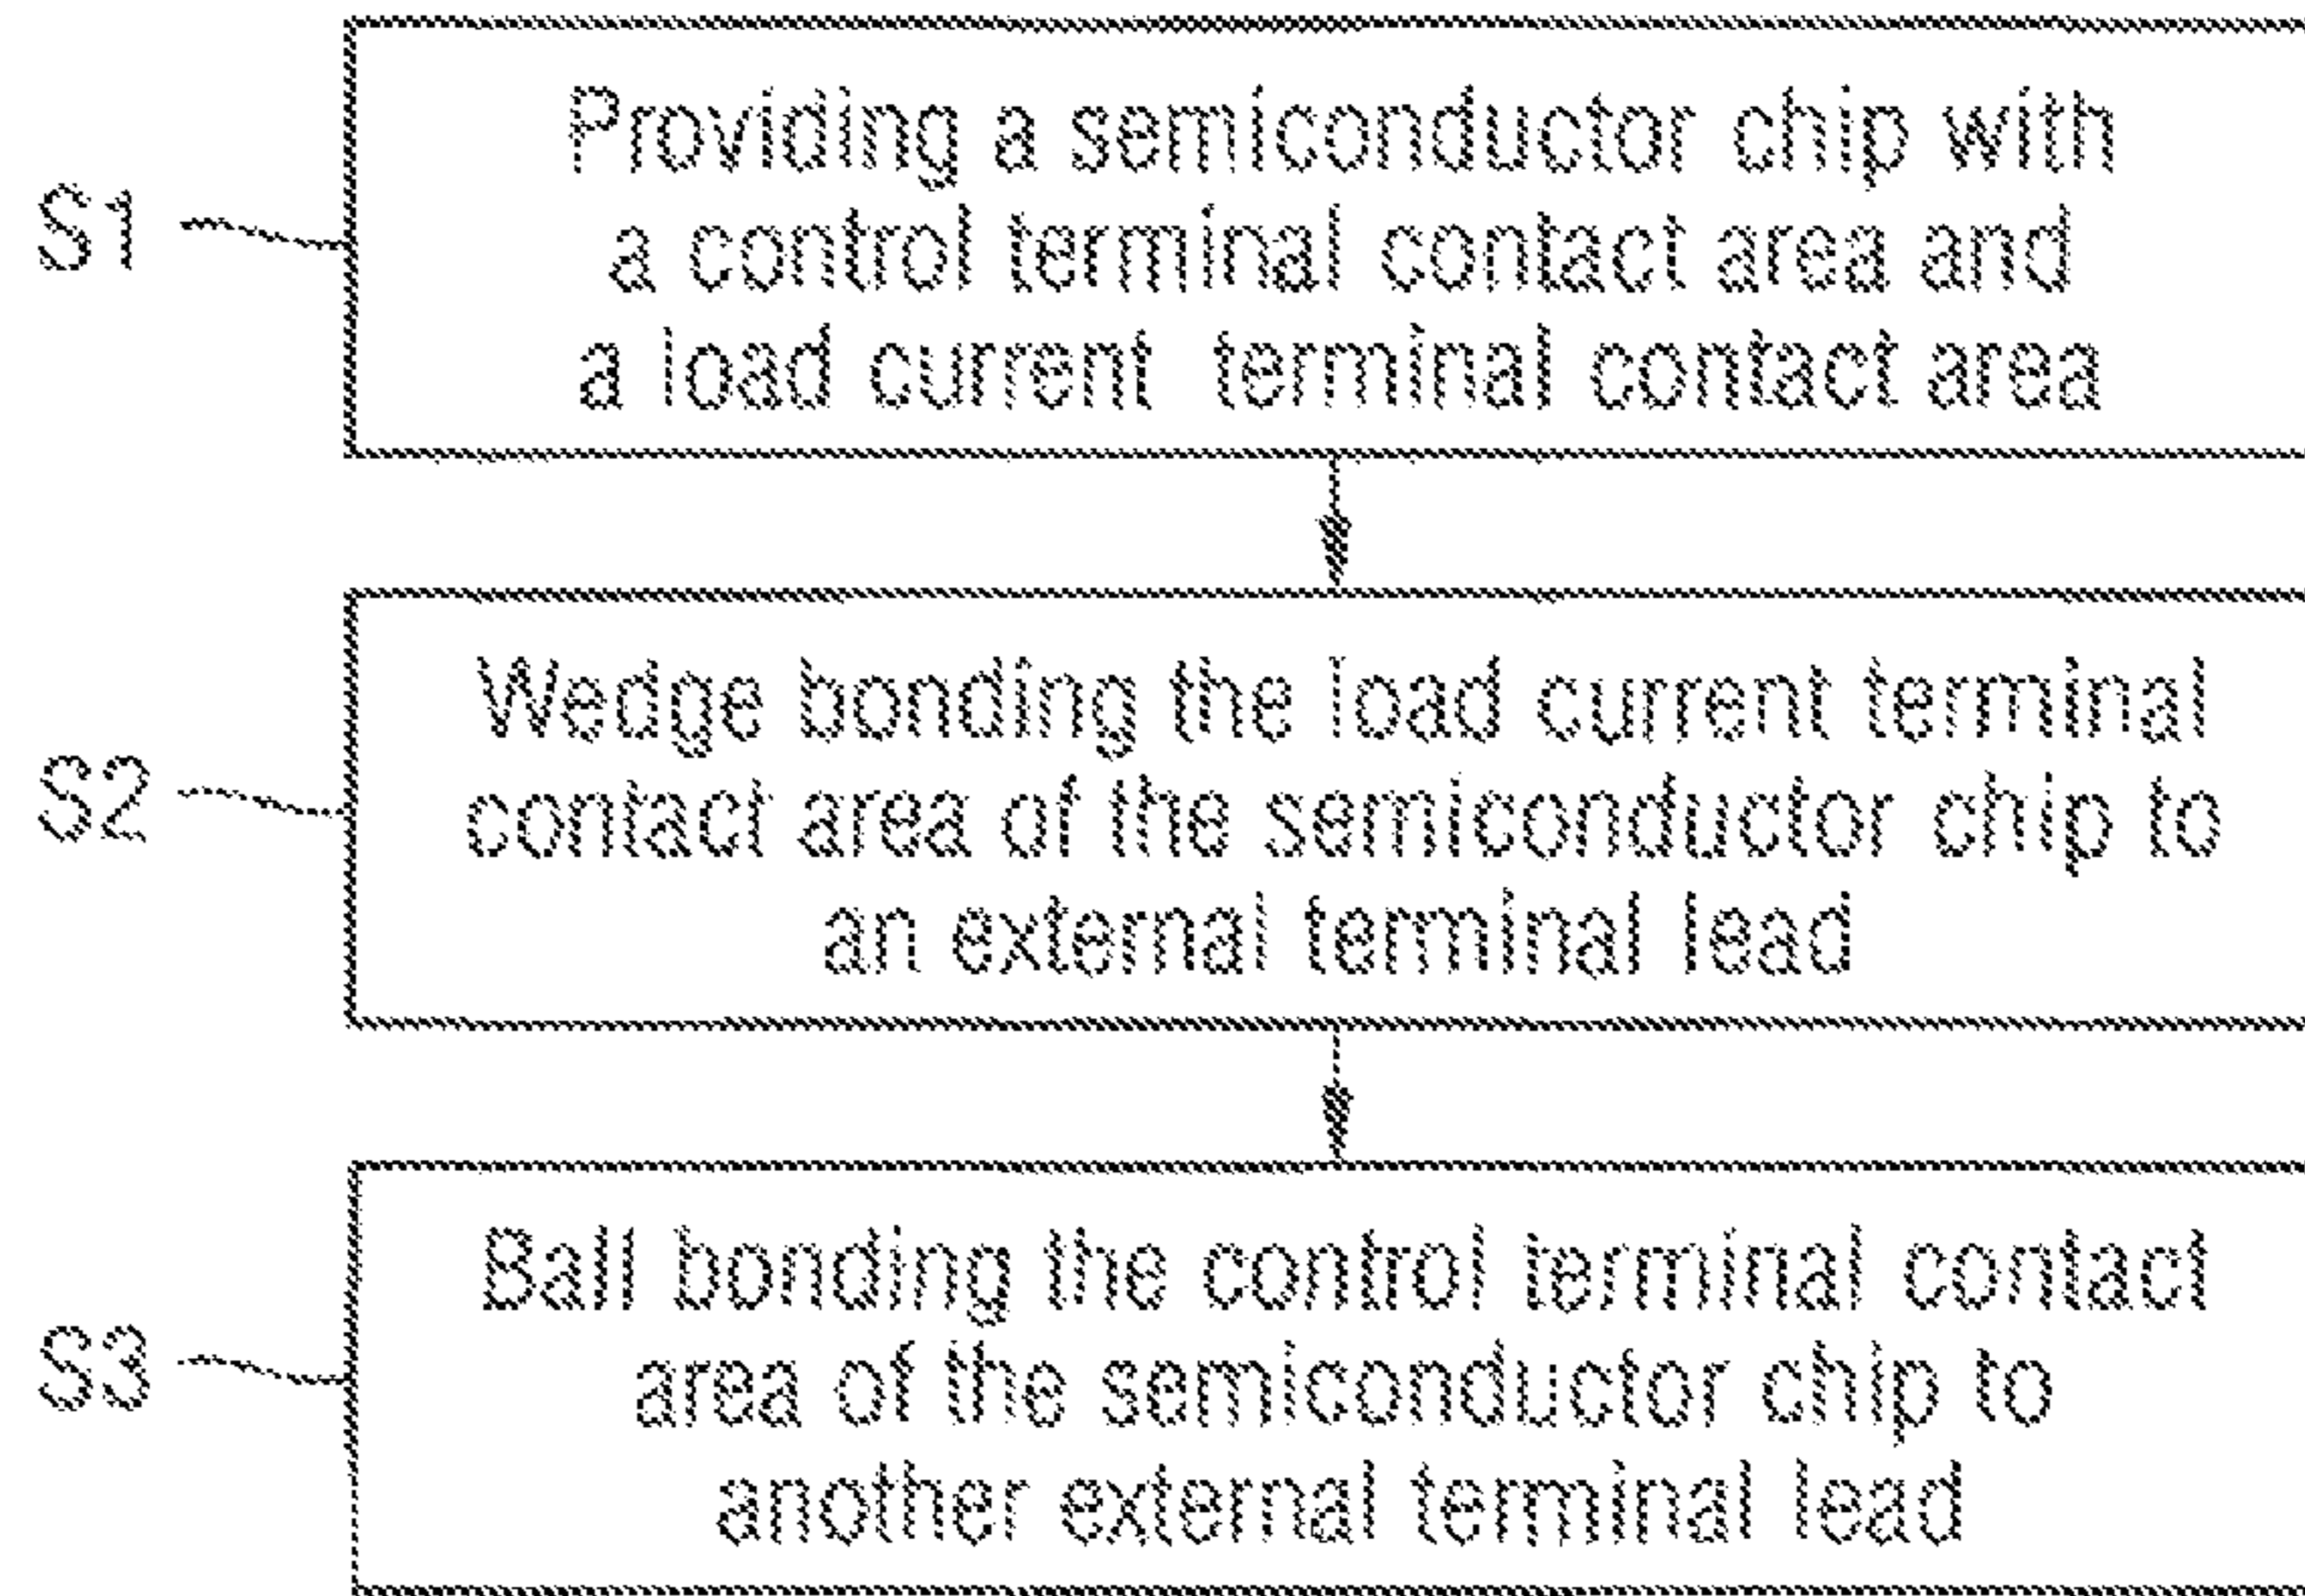 S1
Providing a semiconductor chip with
a control terminal contact area and
a load current terminal contact area
S2
Wedge bonding the load current terminal
contact area of the semiconductor chip to
an external terminal lead
S3
Ball bonding the control terminal contact
area of the semiconductor chip to
another external terminal lead